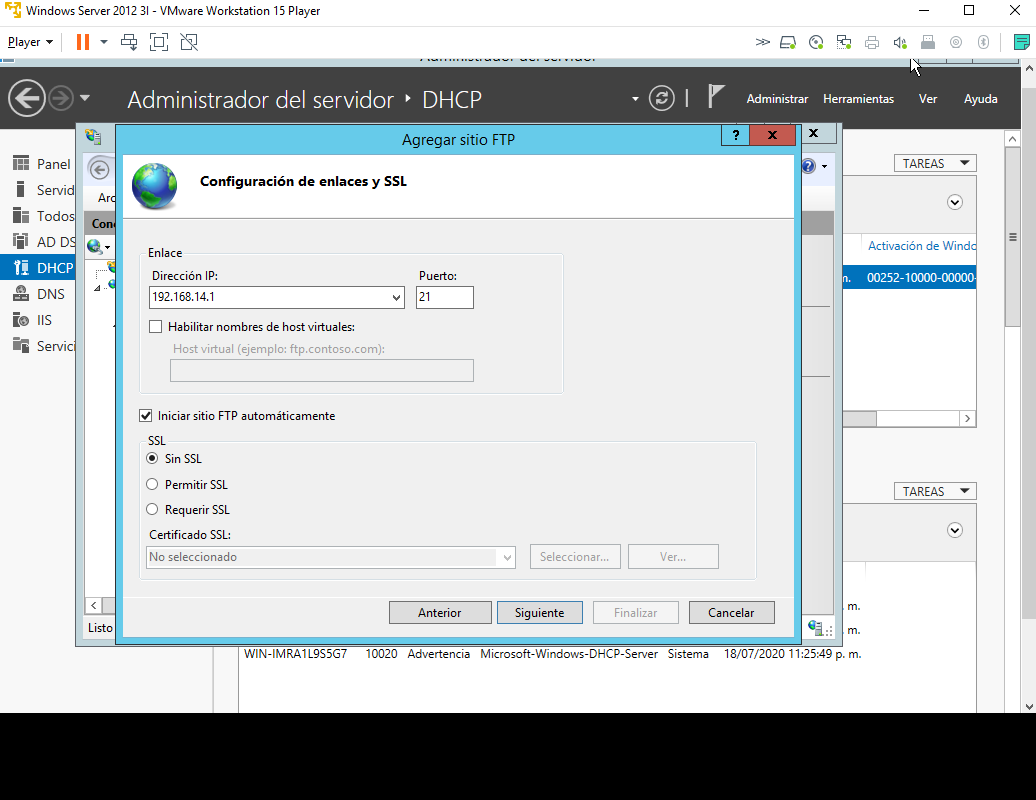 Windows Server 2012 3I - VMware Workstation 15 Player
Player
Administrador del servidor
Administrador del servidor DHCP
Administrar Herramientas Ver Ayuda
Agregar sitio FTP
Configuración de enlaces y SSL
Panel
Servid
Todos
AD DS
DHCP
DNS
IIS
Servici
Arc
Cone
TAREAS
Activación de Windo
m. 00252-10000-00000-
Enlace
Dirección IP: Puerto:
192.168.14.1 21
Habilitar nombres de host virtuales:
Host virtual (ejemplo: ftp.contoso.com):
Iniciar sitio FTP automáticamente
SSL
Sin SSL
Permitir SSL
Requerir SSL
Certificado SSL:
No seleccionado Seleccionar... Ver...
TAREAS
Anterior Siguiente Finalizar Cancelar
Listo
. m.
. m.
WIN-IMRA1L9S5G7 10020 Advertencia Microsoft-Windows-DHCP-Server Sistema 18/07/2020 11:25:49 p. m.